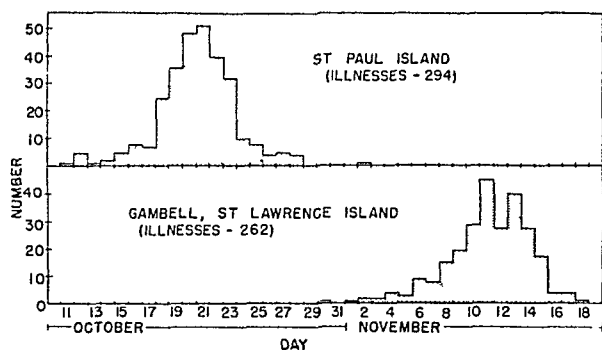 50
40
30
20
10
ST PAUL ISLAND
(ILLNESSES - 294)
NUMBER
40
30
20
10
0
GAMBELL, ST LAWRENCE ISLAND
(ILLNESSES - 262)
11 13 15 17 19 21 23 25 27 29 31 2 4 6 8 10 12 14 16 18
OCTOBER NOVEMBER
DAY